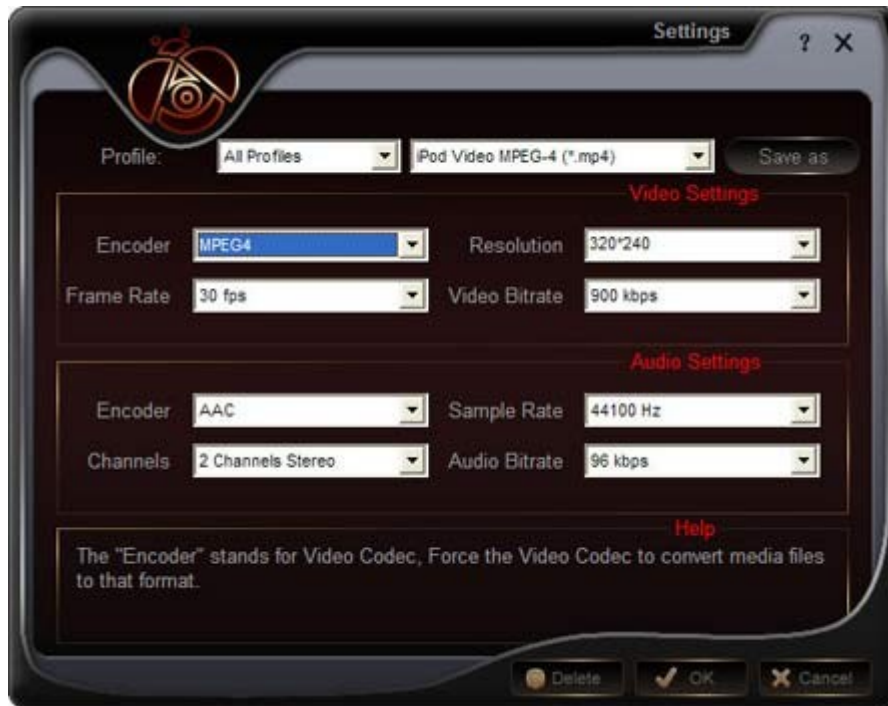 Settings
?
Profile: All Profiles iPod Video MPEG-4 (*.mp4) Save as
Video Settings
Encoder MPEG4 Resolution 320*240
Frame Rate 30 fps Video Bitrate 900 kbps
Audio Settings
Encoder AAC Sample Rate 44100 Hz
Channels 2 Channels Stereo Audio Bitrate 96 kbps
Help
The "Encoder" stands for Video Codec, Force the Video Codec to convert media files
to that format.
Delete OK Cancel